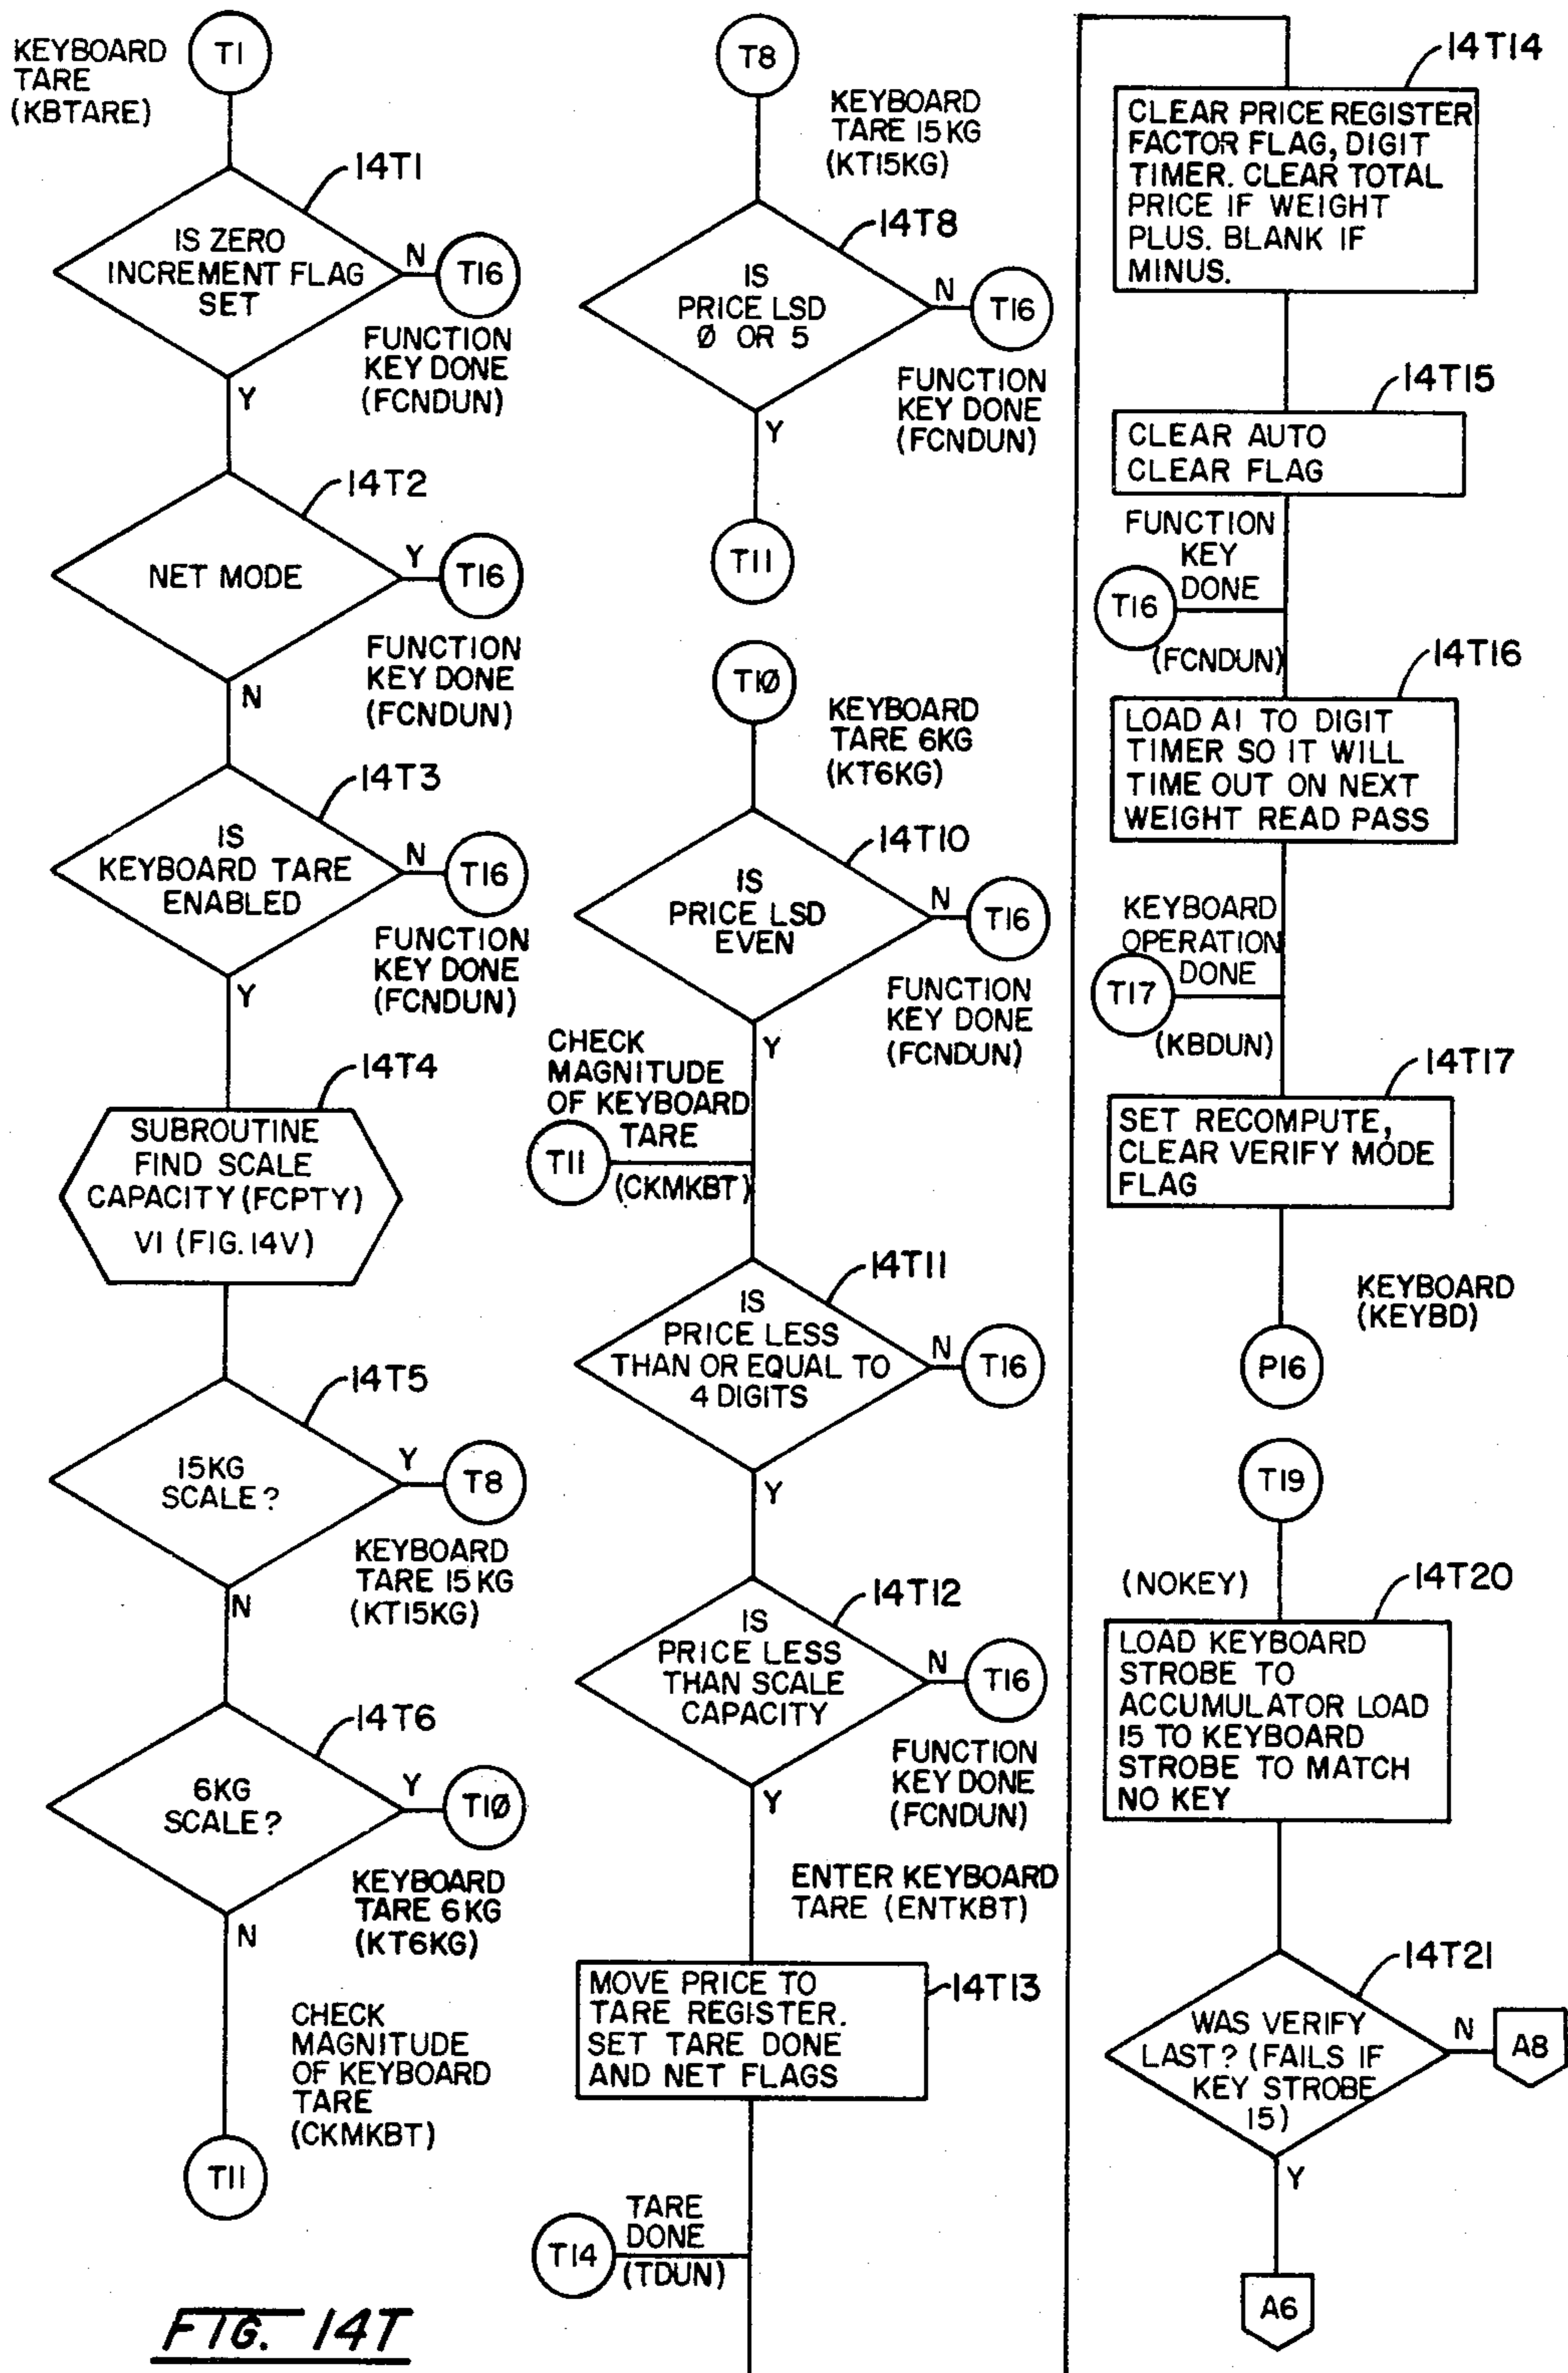 KEYBOARD
TARE
(KBTARE)
T1
14T1
IS ZERO
INCREMENT FLAG
SET
N
T16
FUNCTION
KEY DONE
(FCNDUN)
Y
14T2
NET MODE
Y
T16
FUNCTION
KEY DONE
(FCNDUN)
N
14T3
IS
KEYBOARD TARE
ENABLED
N
T16
FUNCTION
KEY DONE
(FCNDUN)
Y
14T4
SUBROUTINE
FIND SCALE
CAPACITY (FCPTY)
V1 (FIG. 14V)
14T5
15KG
SCALE?
Y
T8
KEYBOARD
TARE 15 KG
(KT15KG)
N
14T6
6KG
SCALE?
Y
T1Ø
KEYBOARD
TARE 6KG
(KT6KG)
N
CHECK
MAGNITUDE
OF KEYBOARD
TARE
(CKMKBT)
T11
FIG. 14T
T8
KEYBOARD
TARE 15 KG
(KT15KG)
14T8
IS
PRICE LSD
Ø OR 5
N
T16
FUNCTION
KEY DONE
(FCNDUN)
Y
T11
T1Ø
KEYBOARD
TARE 6KG
(KT6KG)
14T10
IS
PRICE LSD
EVEN
N
T16
FUNCTION
KEY DONE
(FCNDUN)
Y
CHECK
MAGNITUDE
OF KEYBOARD
TARE
T11
(CKMKBT)
14T11
IS
PRICE LESS
THAN OR EQUAL TO
4 DIGITS
N
T16
Y
14T12
IS
PRICE LESS
THAN SCALE
CAPACITY
N
T16
FUNCTION
KEY DONE
(FCNDUN)
Y
ENTER KEYBOARD
TARE (ENTKBT)
14T13
MOVE PRICE TO
TARE REGISTER.
SET TARE DONE
AND NET FLAGS
TARE
DONE
T14
(TDUN)
14T14
CLEAR PRICE REGISTER
FACTOR FLAG, DIGIT
TIMER. CLEAR TOTAL
PRICE IF WEIGHT
PLUS. BLANK IF
MINUS.
14T15
CLEAR AUTO
CLEAR FLAG
FUNCTION
KEY
DONE
T16
(FCNDUN)
14T16
LOAD A1 TO DIGIT
TIMER SO IT WILL
TIME OUT ON NEXT
WEIGHT READ PASS
KEYBOARD
OPERATION
DONE
T17
(KBDUN)
14T17
SET RECOMPUTE,
CLEAR VERIFY MODE
FLAG
KEYBOARD
(KEYBD)
P16
T19
(NOKEY)
14T20
LOAD KEYBOARD
STROBE TO
ACCUMULATOR LOAD
15 TO KEYBOARD
STROBE TO MATCH
NO KEY
14T21
WAS VERIFY
LAST? (FAILS IF
KEY STROBE
15)
N
A8
Y
A6